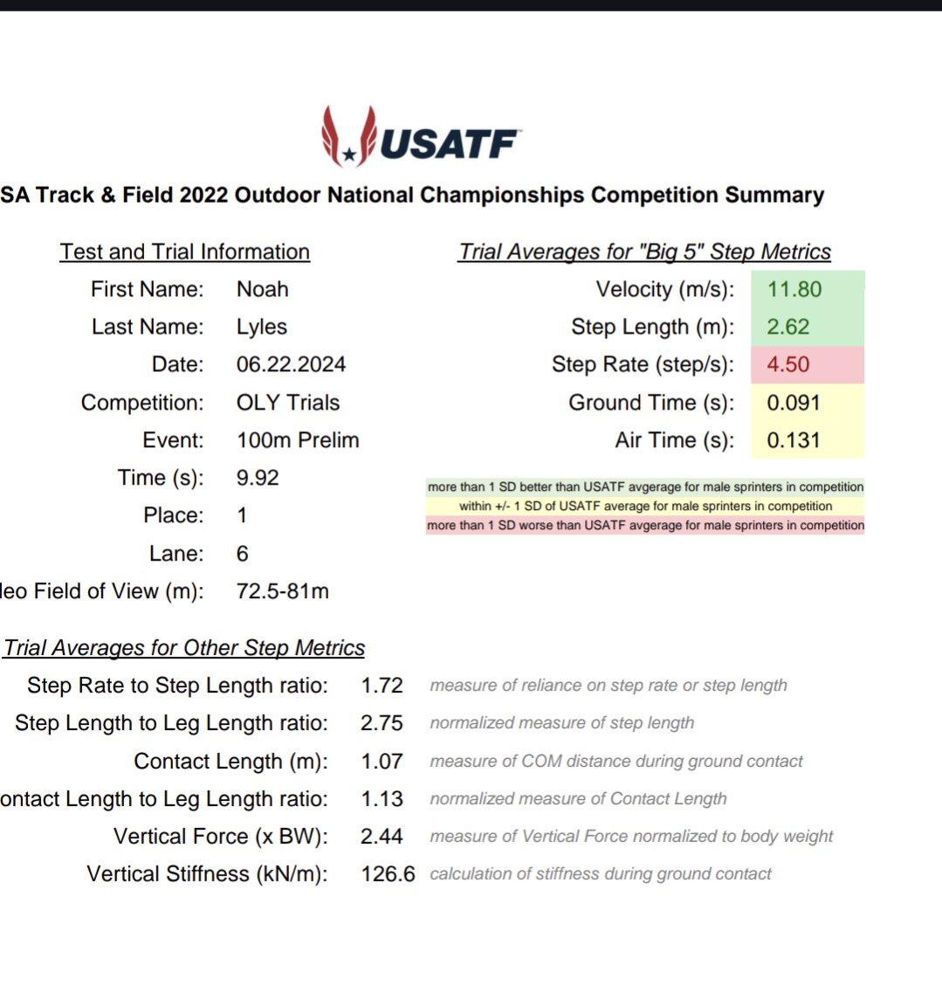 USATF
SA Track & Field 2022 Outdoor National Championships Competition Summary
Test and Trial Information
First Name: Noah
Last Name: Lyles
Date: 06.22.2024
Competition: OLY Trials
Event: 100m Prelim
Time (s): 9.92
Place: 1
Lane: 6
leo Field of View (m): 72.5-81m
Trial Averages for "Big 5" Step Metrics
Velocity (m/s): 11.80
Step Length (m): 2.62
Step Rate (step/s): 4.50
Ground Time (s): 0.091
Air Time (s): 0.131
more than 1 SD better than USATF avgerage for male sprinters in competition
within +/- 1 SD of USATF average for male sprinters in competition
more than 1 SD worse than USATF avgerage for male sprinters in competition
Trial Averages for Other Step Metrics
Step Rate to Step Length ratio: 1.72 measure of reliance on step rate or step length
Step Length to Leg Length ratio: 2.75 normalized measure of step length
Contact Length (m): 1.07 measure of COM distance during ground contact
ontact Length to Leg Length ratio: 1.13 normalized measure of Contact Length
Vertical Force (x BW): 2.44 measure of Vertical Force normalized to body weight
Vertical Stiffness (kN/m): 126.6 calculation of stiffness during ground contact